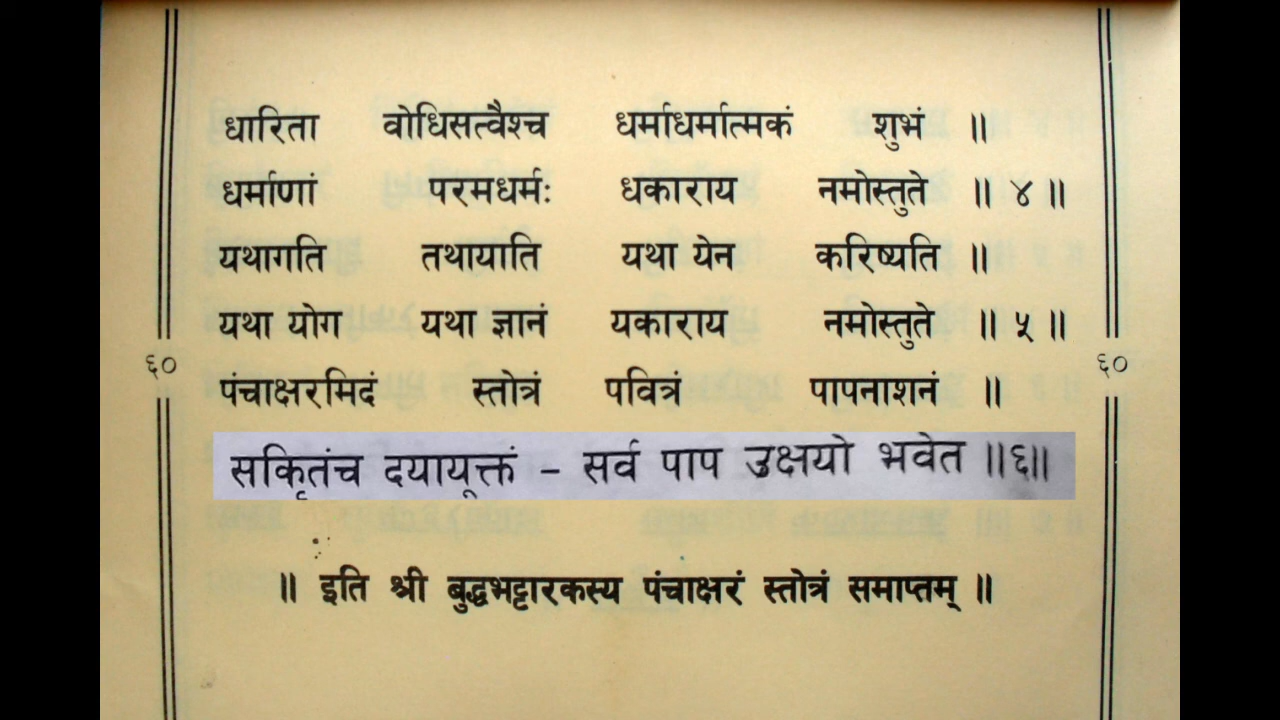 धारिता वोधिसत्वैश्च धर्माधर्मात्मकं शुभं ॥
धर्माणां परमधर्मः धकाराय नमोस्तुते ॥ ४ ॥
यथागति तथायाति यथा येन करिष्यति ॥
यथा योग यथा ज्ञानं यकाराय नमोस्तुते ॥ ५ ॥
६० ६०
पंचाक्षरमिदं स्तोत्रं पवित्रं पापनाशनं ॥
दयायूक्तं – सर्व पाप उक्षयो भवेत ॥६॥
॥ इति श्री बुद्धभट्टारकस्य पंचाक्षरं स्तोत्रं समाप्तम् ॥